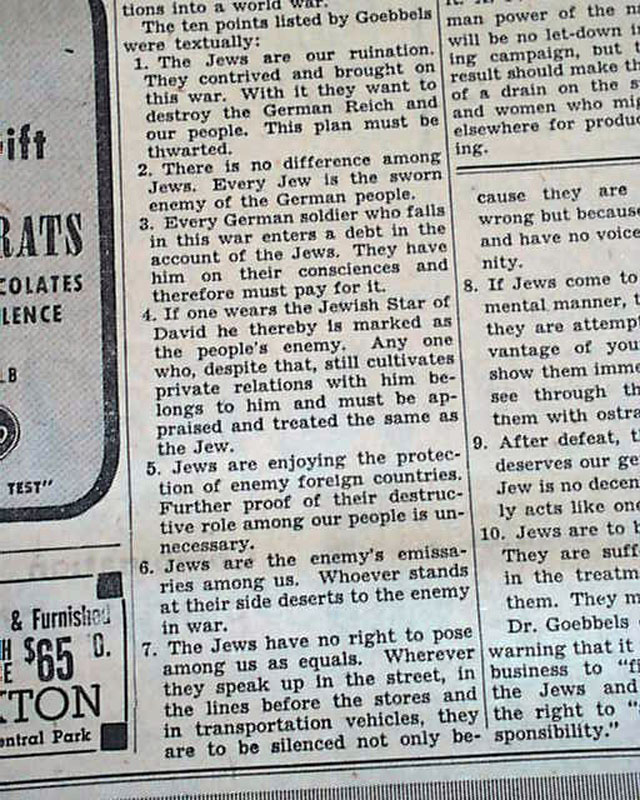 tions into a world war.
The ten points listed by Goebbels
were textually:
1. The Jews are our ruination.
They contrived and brought on
this war. With it they want to
destroy the German Reich and
our people. This plan must be
thwarted.
2. There is no difference among
Jews. Every Jew is the sworn
enemy of the German people.
3. Every German soldier who falls
in this war enters a debt in the
account of the Jews. They have
him on their consciences and
therefore must pay for it.
4. If one wears the Jewish Star of
David he thereby is marked as
the people's enemy. Any one
who, despite that, still cultivates
private relations with him be-
longs to him and must be ap-
praised and treated the same as
the Jew.
5. Jews are enjoying the protec-
tion of enemy foreign countries.
Further proof of their destruc-
tive role among our people is un-
necessary.
6. Jews are the enemy's emissa-
ries among us. Whoever stands
at their side deserts to the enemy
in war.
7. The Jews have no right to pose
among us as equals. Wherever
they speak up in the street, in
the lines before the stores and
in transportation vehicles, they
are to be silenced not only be-
man power of the
will be no let-down
ing campaign, but
result should make
of a drain on the
and women who
elsewhere for
ing.
cause they are
wrong but because
and have no voice
nity.
8. If Jews come to
mental manner,
they are
vantage of
show them
see through
tnem with
9. After defeat,
deserves our
Jew is no
ly acts like
10. Jews are to
They are
in the
them. They
Dr. Goebbels
warning that it
business to
the Jews and
the right to
sponsibility."
ift
RATS
COLATES
LENCE
LB
TEST"
& Furnished
$65
TON
entral Park